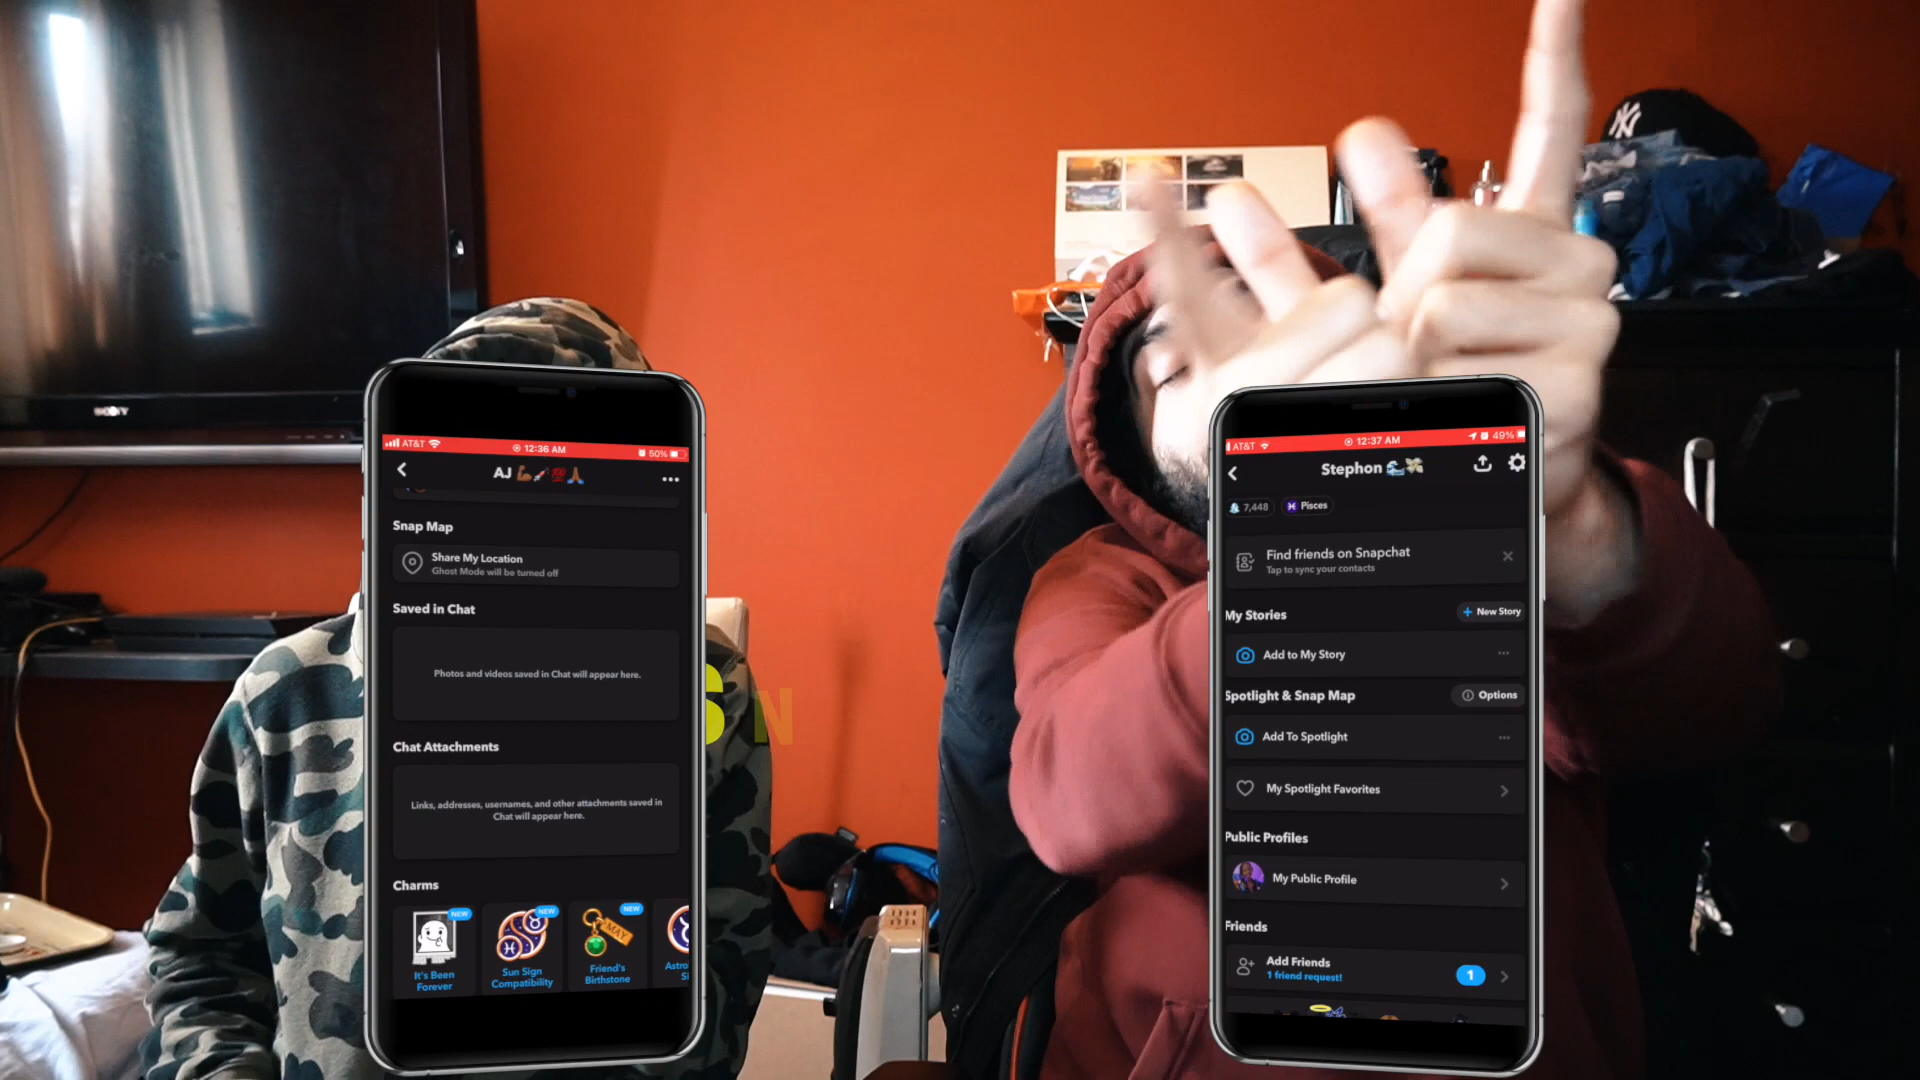 SONY
NY
AT&T 12:36 AM 50%
AJ 💪🏾🚀💯🙏🏾
Snap Map
Share My Location
Ghost Mode will be turned off
Saved in Chat
Photos and videos saved in Chat will appear here.
Chat Attachments
Links, addresses, usernames, and other attachments saved in
Chat will appear here.
Charms
NEW
NEW
NEW
MAY
It's Been
Forever
Sun Sign
Compatibility
Friend's
Birthstone
Astro
Si
S N
AT&T 12:37 AM 49%
Stephon 🌊💸
7,448 Pisces
Find friends on Snapchat
Tap to sync your contacts
My Stories
+ New Story
Add to My Story
Spotlight & Snap Map
Options
Add To Spotlight
My Spotlight Favorites
Public Profiles
My Public Profile
Friends
Add Friends
1 friend request!
1